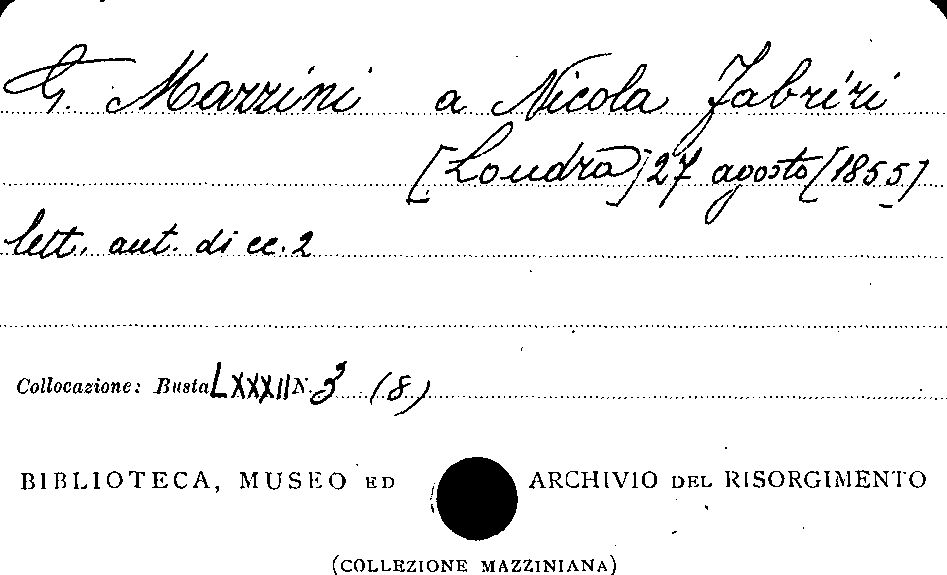 G. Mazzini a Nicola Fabrizi
[Londra] 27 agosto [1855]
lett. aut. di cc. 2
Collocazione: Busta LXXXII N. 3 (8)
BIBLIOTECA, MUSEO ED ARCHIVIO DEL RISORGIMENTO
(COLLEZIONE MAZZINIANA)